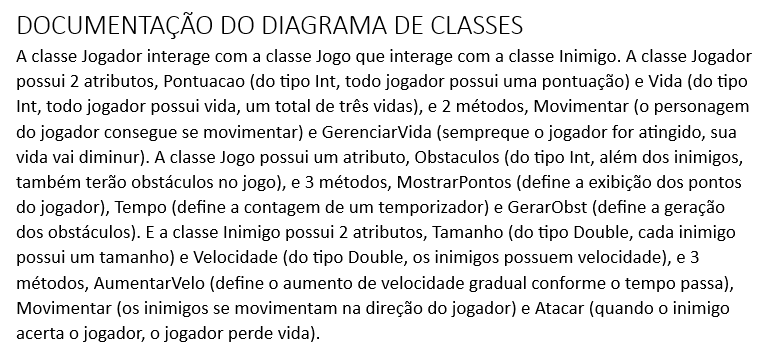 DOCUMENTAÇÃO DO DIAGRAMA DE CLASSES
A classe Jogador interage com a classe Jogo que interage com a classe Inimigo. A classe Jogador
possui 2 atributos, Pontuacao (do tipo Int, todo jogador possui uma pontuação) e Vida (do tipo
Int, todo jogador possui vida, um total de três vidas), e 2 métodos, Movimentar (o personagem
do jogador consegue se movimentar) e GerenciarVida (sempreque o jogador for atingido, sua
vida vai diminur). A classe Jogo possui um atributo, Obstaculos (do tipo Int, além dos inimigos,
também terão obstáculos no jogo), e 3 métodos, MostrarPontos (define a exibição dos pontos
do jogador), Tempo (define a contagem de um temporizador) e GerarObst (define a geração
dos obstáculos). E a classe Inimigo possui 2 atributos, Tamanho (do tipo Double, cada inimigo
possui um tamanho) e Velocidade (do tipo Double, os inimigos possuem velocidade), e 3
métodos, AumentarVelo (define o aumento de velocidade gradual conforme o tempo passa),
Movimentar (os inimigos se movimentam na direção do jogador) e Atacar (quando o inimigo
acerta o jogador, o jogador perde vida).